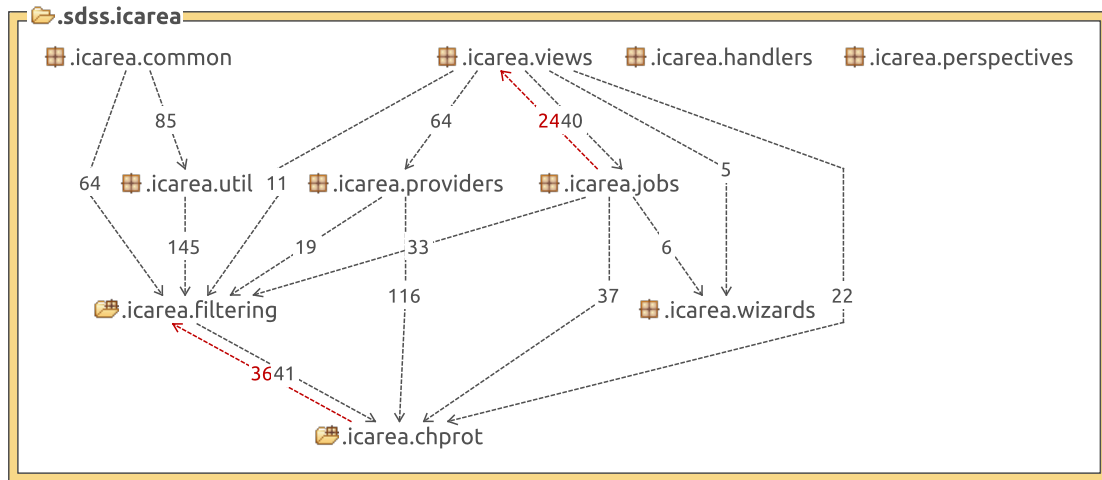 .sdss.icarea
.icarea.common
.icarea.views
.icarea.handlers
.icarea.perspectives
85
64
24
40
64
.icarea.util
11
.icarea.providers
.icarea.jobs
5
145
19
33
6
.icarea.filtering
116
37
.icarea.wizards
22
36
41
.icarea.chprot